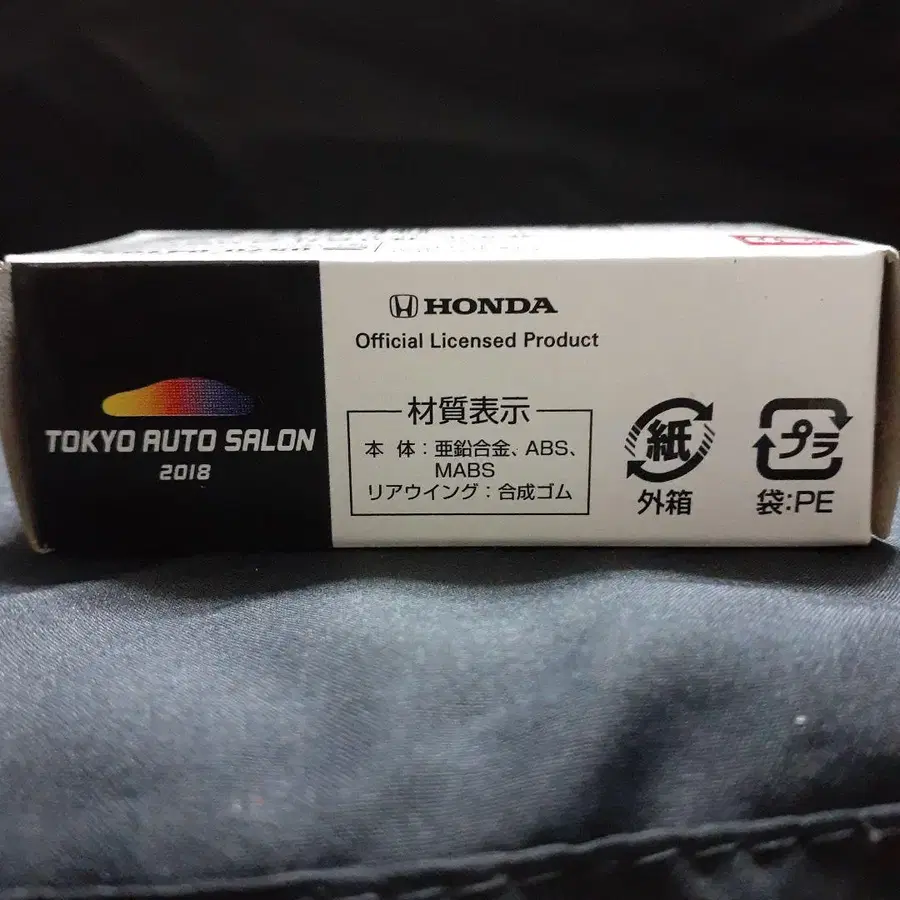 HONDA
Official Licensed Product
TOKYO AUTO SALON
2018
材質表示
本 体:亜鉛合金、ABS、
MABS
リアウイング:合成ゴム
紙
外箱
プラ
袋:PE